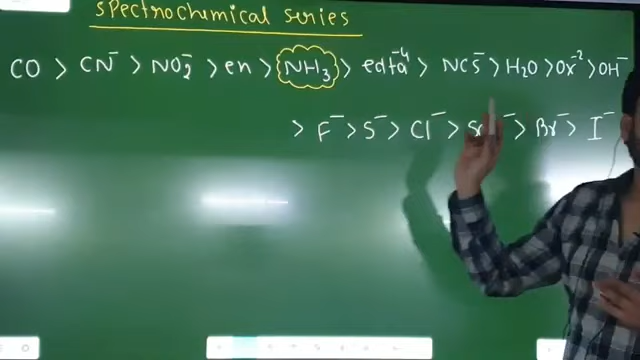 spectrochemical series
CO > CN⁻ > NO₂⁻ > en > NH₃ > edta⁻⁴ > NCS⁻ > H₂O > Ox⁻² > OH⁻
> F⁻ > S⁻ > Cl⁻ > ⁻ > Br⁻ > I⁻